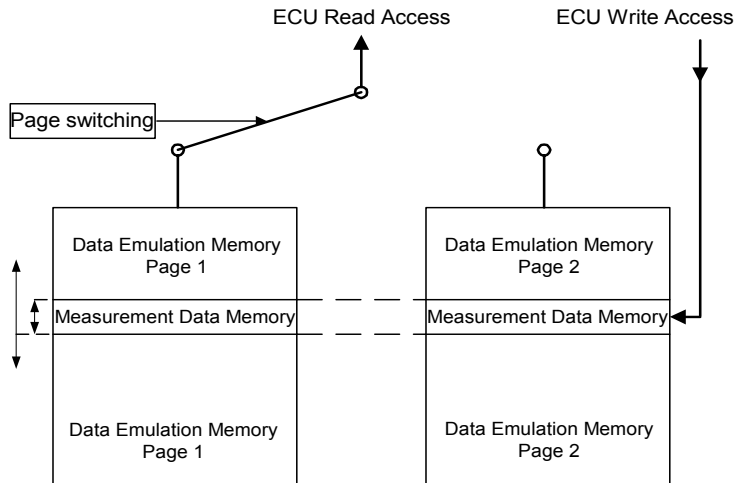 ECU Read Access
ECU Write Access
Page switching
Data Emulation Memory
Page 1
Data Emulation Memory
Page 2
Measurement Data Memory
Measurement Data Memory
Data Emulation Memory
Page 1
Data Emulation Memory
Page 2